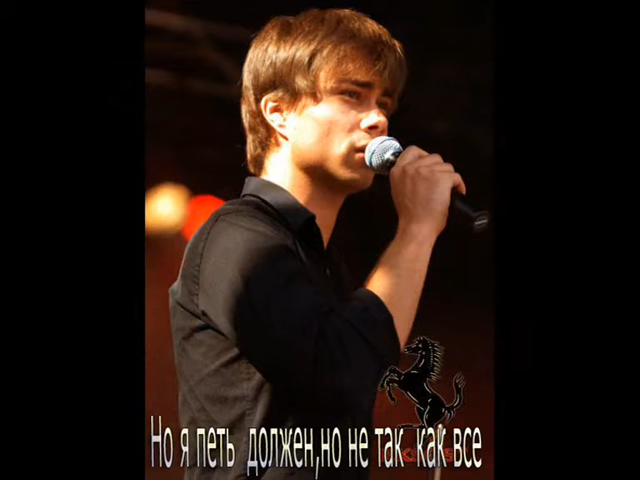 Но я петь должен,но не так как все